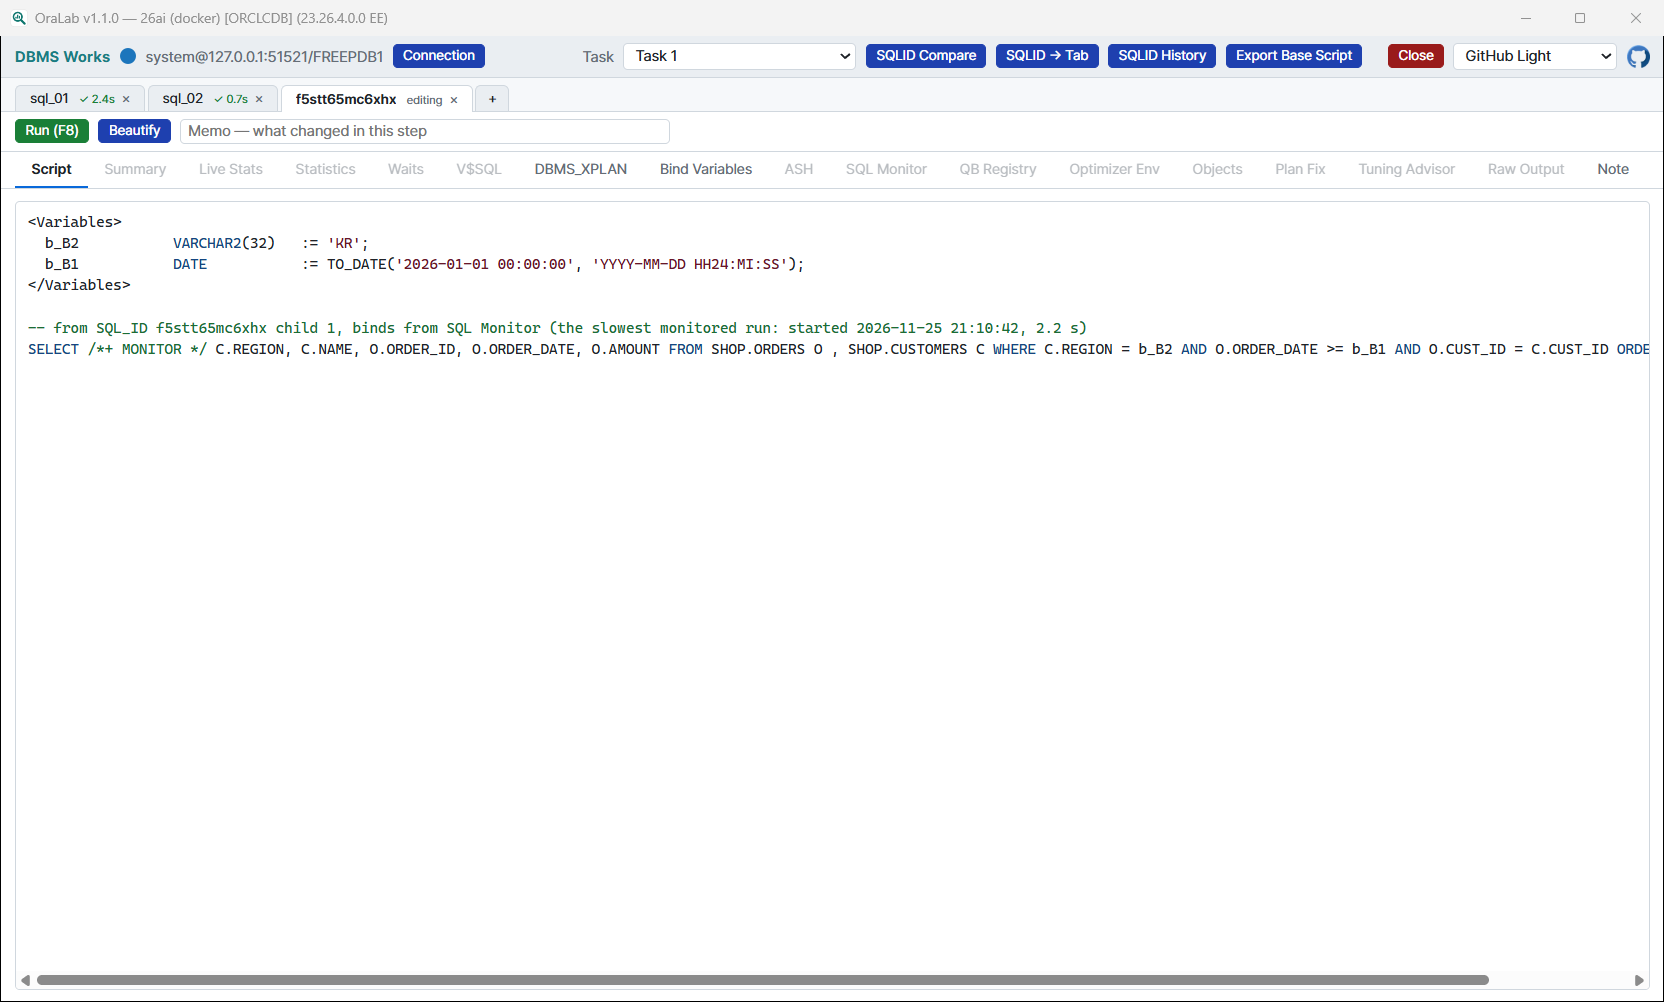 OraLab v1.1.0 — 26ai (docker) [ORCLCDB] (23.26.4.0.0 EE)
DBMS Works system@127.0.0.1:51521/FREEPDB1 Connection Task Task 1 SQLID Compare SQLID → Tab SQLID History Export Base Script Close GitHub Light
sql_01 ✓ 2.4s × sql_02 ✓ 0.7s × f5stt65mc6xhx editing × +
Run (F8) Beautify Memo — what changed in this step
Script Summary Live Stats Statistics Waits V$SQL DBMS_XPLAN Bind Variables ASH SQL Monitor QB Registry Optimizer Env Objects Plan Fix Tuning Advisor Raw Output Note
<Variables>
b_B2 VARCHAR2(32) := 'KR';
b_B1 DATE := TO_DATE('2026-01-01 00:00:00', 'YYYY-MM-DD HH24:MI:SS');
</Variables>
-- from SQL_ID f5stt65mc6xhx child 1, binds from SQL Monitor (the slowest monitored run: started 2026-11-25 21:10:42, 2.2 s)
SELECT /*+ MONITOR */ C.REGION, C.NAME, O.ORDER_ID, O.ORDER_DATE, O.AMOUNT FROM SHOP.ORDERS O , SHOP.CUSTOMERS C WHERE C.REGION = b_B2 AND O.ORDER_DATE >= b_B1 AND O.CUST_ID = C.CUST_ID ORDE